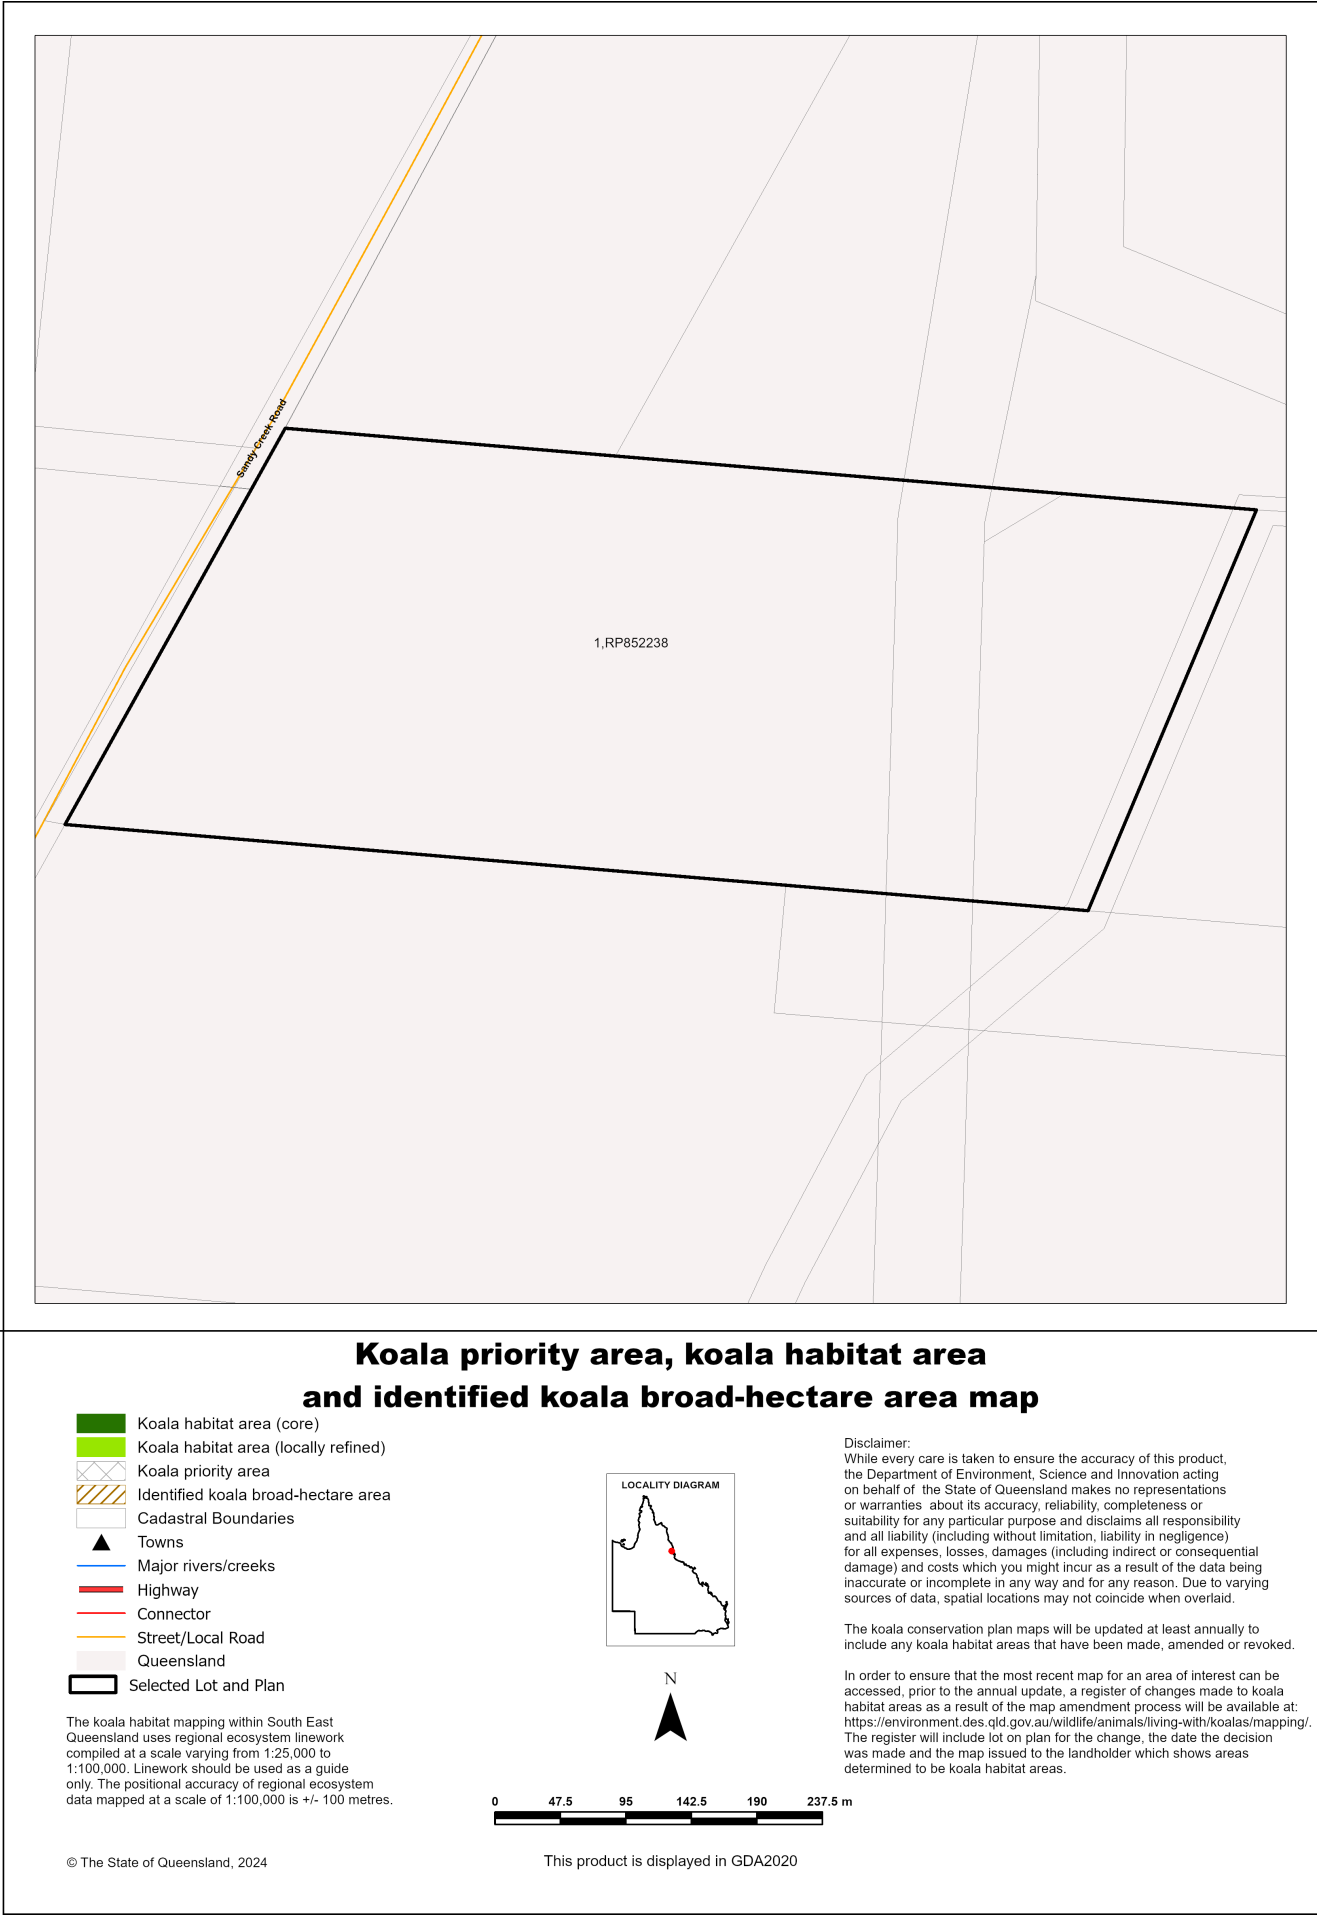 Sandy Creek Road
1,RP852238
Koala priority area, koala habitat area
and identified koala broad-hectare area map
Koala habitat area (core)
Koala habitat area (locally refined)
Koala priority area
Identified koala broad-hectare area
Cadastral Boundaries
Towns
Major rivers/creeks
Highway
Connector
Street/Local Road
Queensland
Selected Lot and Plan
The koala habitat mapping within South East
Queensland uses regional ecosystem linework
compiled at a scale varying from 1:25,000 to
1:100,000. Linework should be used as a guide
only. The positional accuracy of regional ecosystem
data mapped at a scale of 1:100,000 is +/- 100 metres.
© The State of Queensland, 2024
LOCALITY DIAGRAM
N
0 47.5 95 142.5 190 237.5 m
This product is displayed in GDA2020
Disclaimer:
While every care is taken to ensure the accuracy of this product,
the Department of Environment, Science and Innovation acting
on behalf of  the State of Queensland makes no representations
or warranties  about its accuracy, reliability, completeness or
suitability for any particular purpose and disclaims all responsibility
and all liability (including without limitation, liability in negligence)
for all expenses, losses, damages (including indirect or consequential
damage) and costs which you might incur as a result of the data being
inaccurate or incomplete in any way and for any reason. Due to varying
sources of data, spatial locations may not coincide when overlaid.
The koala conservation plan maps will be updated at least annually to
include any koala habitat areas that have been made, amended or revoked.
In order to ensure that the most recent map for an area of interest can be
accessed, prior to the annual update, a register of changes made to koala
habitat areas as a result of the map amendment process will be available at:
https://environment.des.qld.gov.au/wildlife/animals/living-with/koalas/mapping/.
The register will include lot on plan for the change, the date the decision
was made and the map issued to the landholder which shows areas
determined to be koala habitat areas.